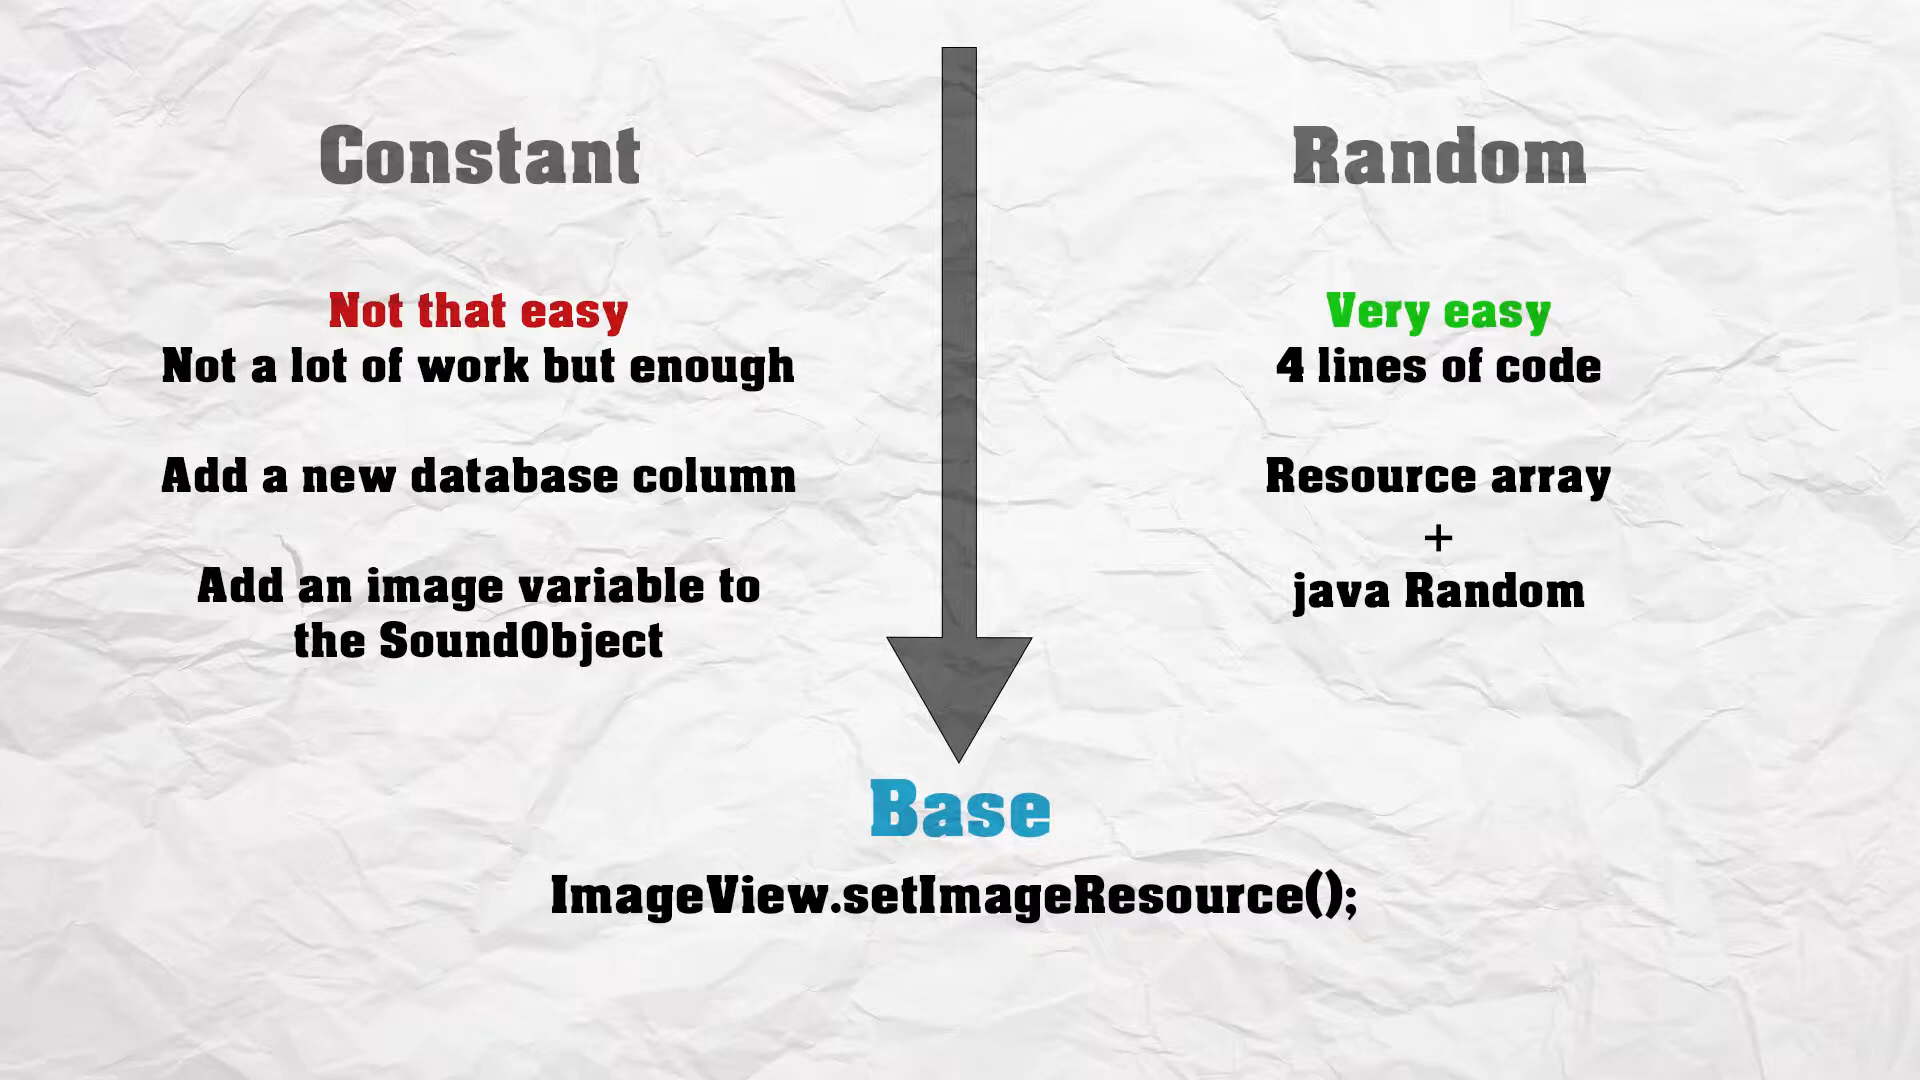 Constant
Not that easy
Not a lot of work but enough
Add a new database column
Add an image variable to
the SoundObject
Random
Very easy
4 lines of code
Resource array
+
java Random
Base
ImageView.setImageResource();